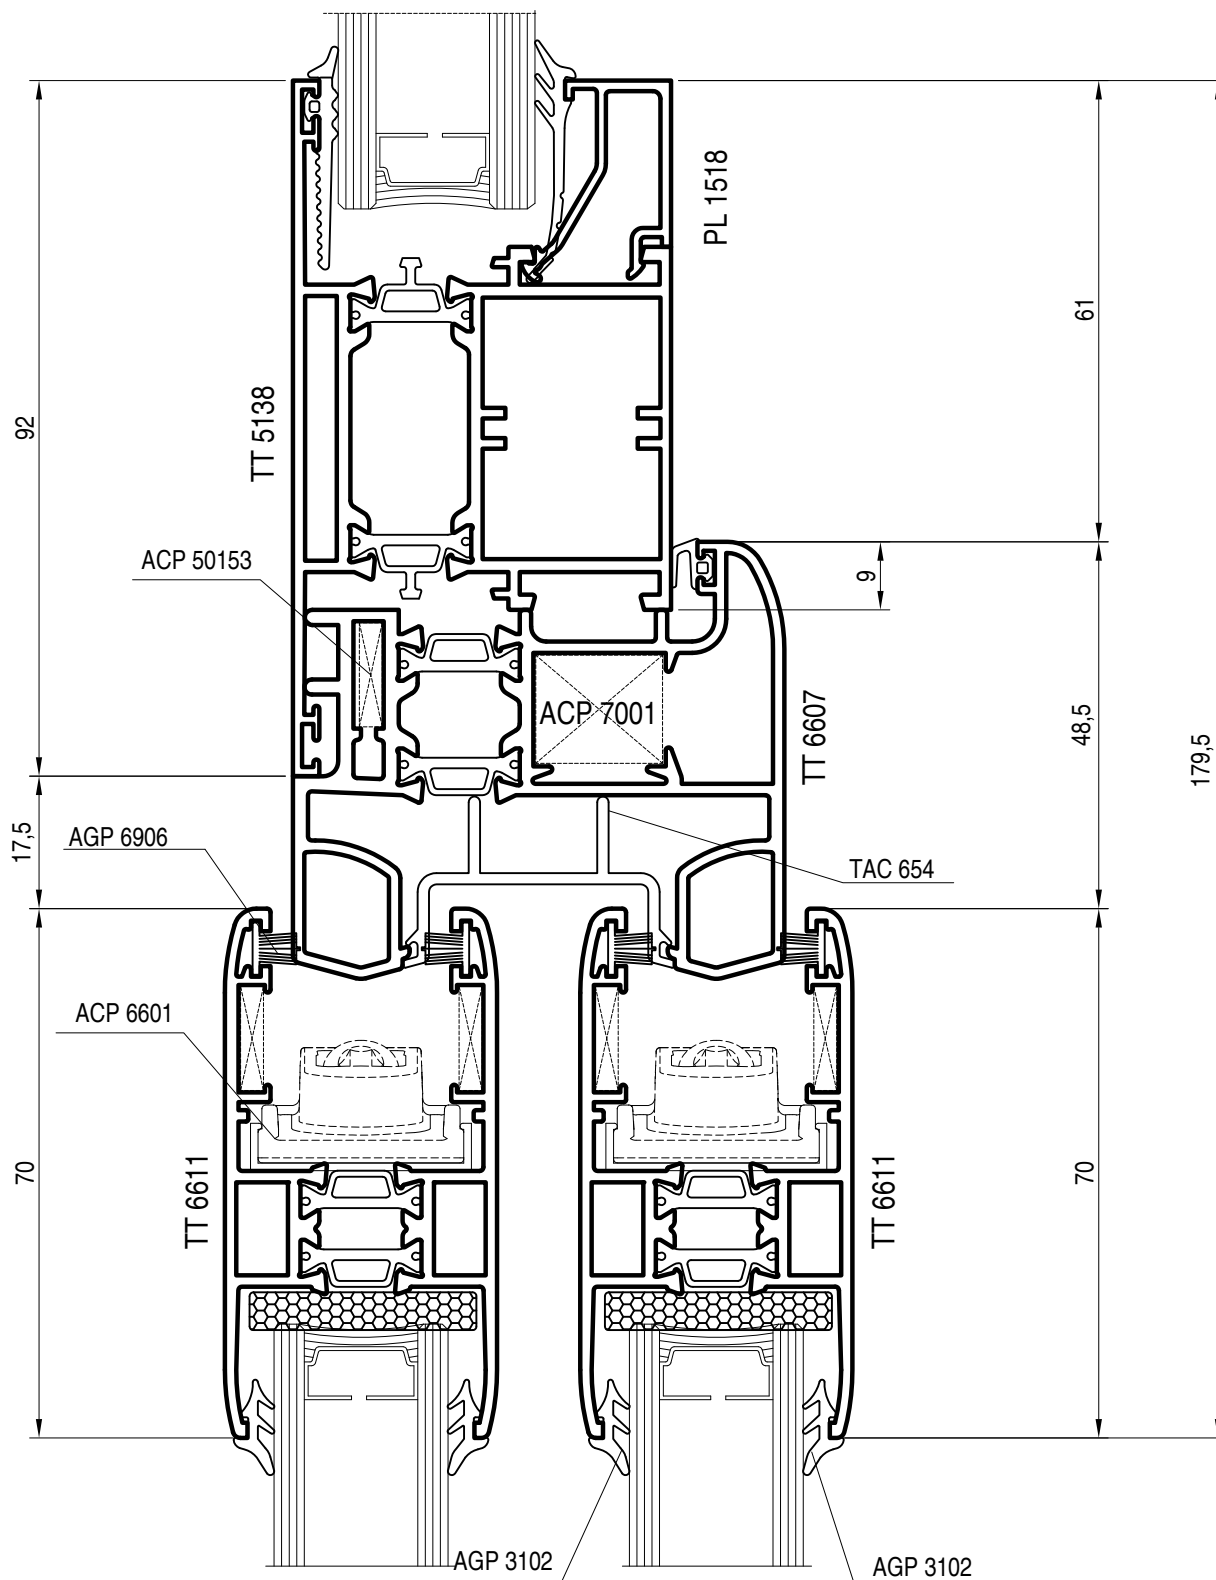 PL 1518
61
TT 5138
92
ACP 50153
9
ACP 7001
TT 6607
48,5
179,5
17,5
AGP 6906
TAC 654
ACP 6601
70
TT 6611
TT 6611
70
AGP 3102
AGP 3102